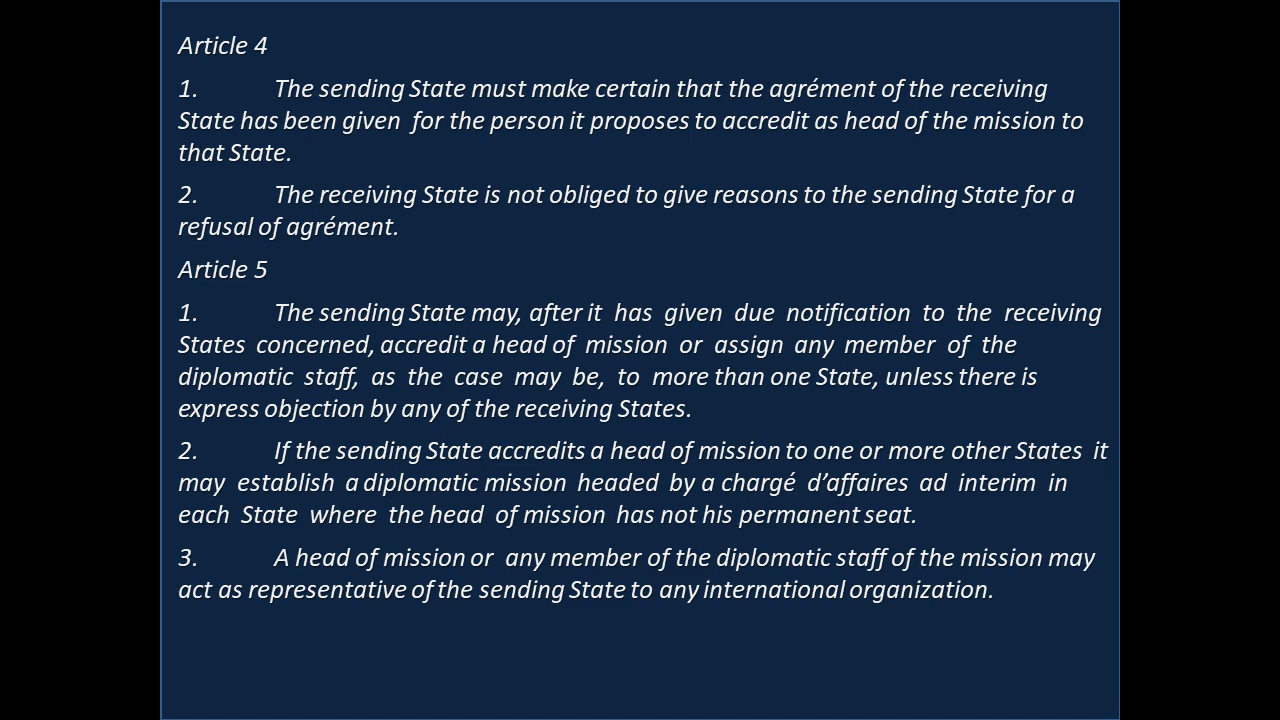 Article 4
1. The sending State must make certain that the agrément of the receiving
State has been given for the person it proposes to accredit as head of the mission to
that State.
2. The receiving State is not obliged to give reasons to the sending State for a
refusal of agrément.
Article 5
1. The sending State may, after it has given due notification to the receiving
States concerned, accredit a head of mission or assign any member of the
diplomatic staff, as the case may be, to more than one State, unless there is
express objection by any of the receiving States.
2. If the sending State accredits a head of mission to one or more other States it
may establish a diplomatic mission headed by a chargé d’affaires ad interim in
each State where the head of mission has not his permanent seat.
3. A head of mission or any member of the diplomatic staff of the mission may
act as representative of the sending State to any international organization.